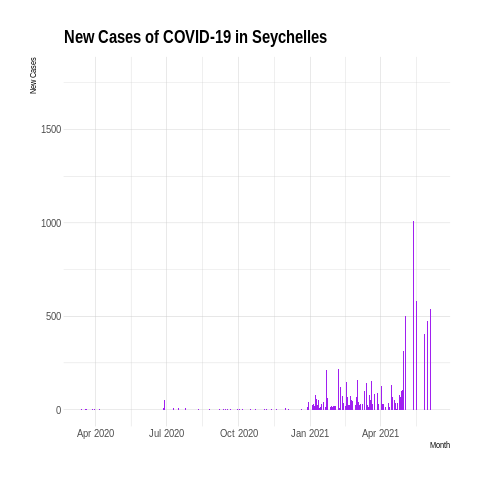 New Cases of COVID-19 in Seychelles
New Cases
1500
1000
500
0
Apr 2020 Jul 2020 Oct 2020 Jan 2021 Apr 2021
Month